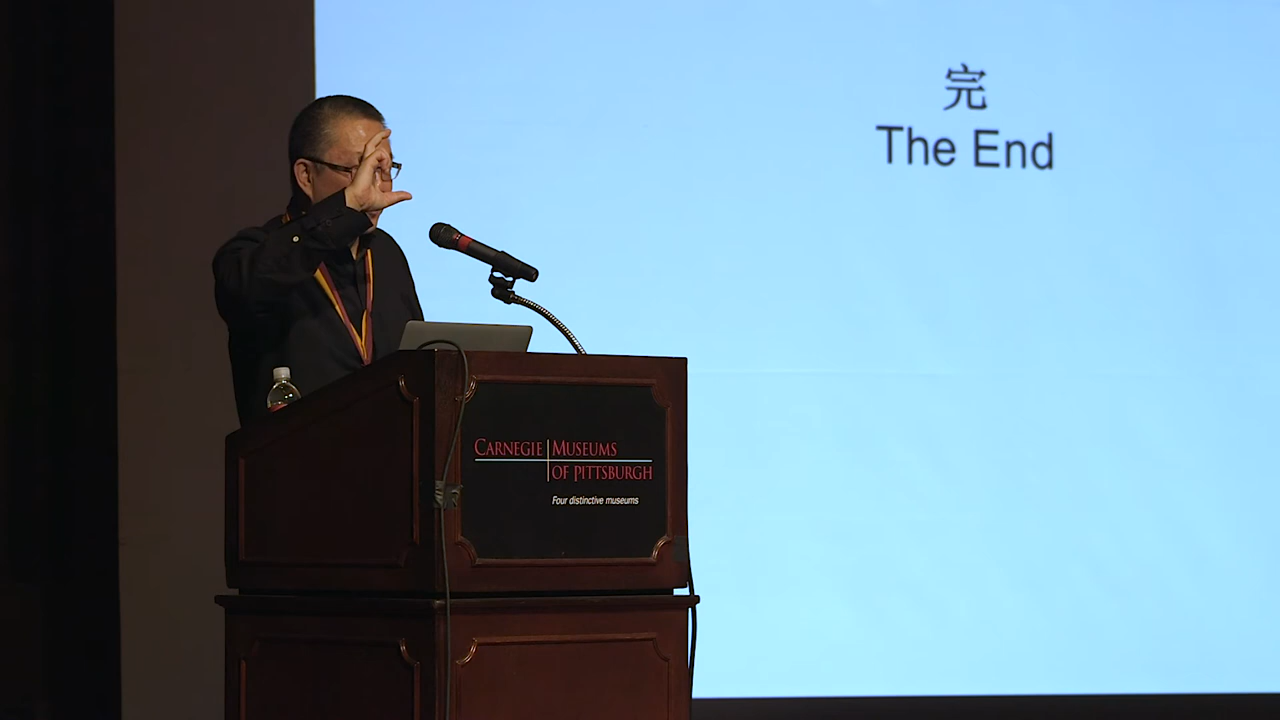 完
The End
CARNEGIE MUSEUMS
OF PITTSBURGH
Four distinctive museums